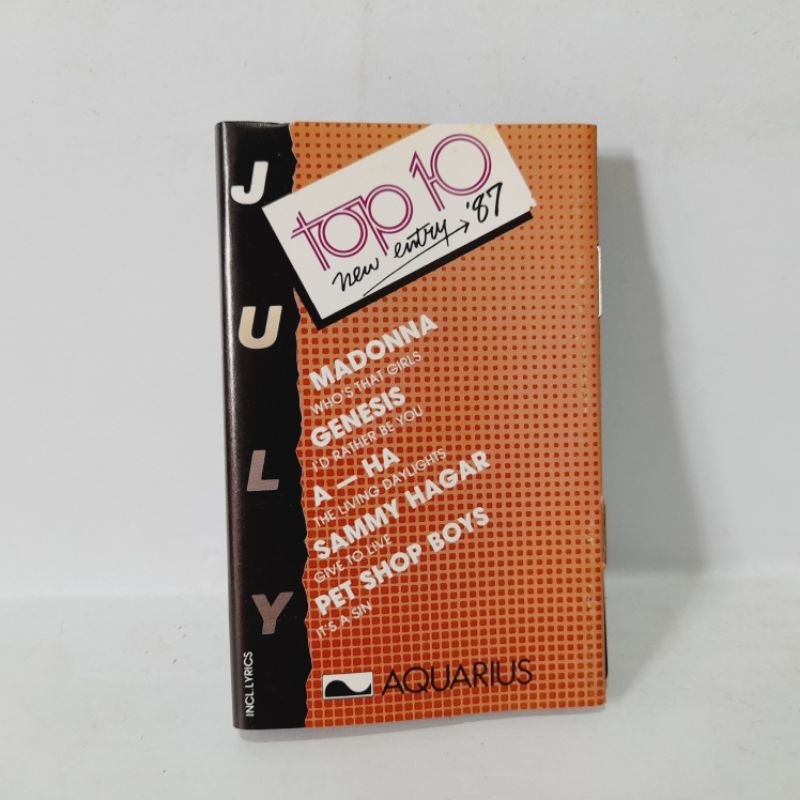 JULY
top 10
new entry → '87
MADONNA
WHO'S THAT GIRLS
GENESIS
I'D RATHER BE YOU
A — HA
THE LIVING DAYLIGHTS
SAMMY HAGAR
GIVE TO LIVE
PET SHOP BOYS
IT'S A SIN
AQUARIUS
INCL. LYRICS